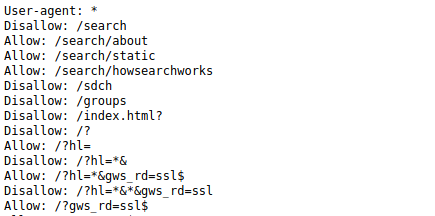 User-agent: *
Disallow: /search
Allow: /search/about
Allow: /search/static
Allow: /search/howsearchworks
Disallow: /sdch
Disallow: /groups
Disallow: /index.html?
Disallow: /?
Allow: /?hl=
Disallow: /?hl=*&
Allow: /?hl=*&gws_rd=ssl$
Disallow: /?hl=*&*&gws_rd=ssl
Allow: /?gws_rd=ssl$